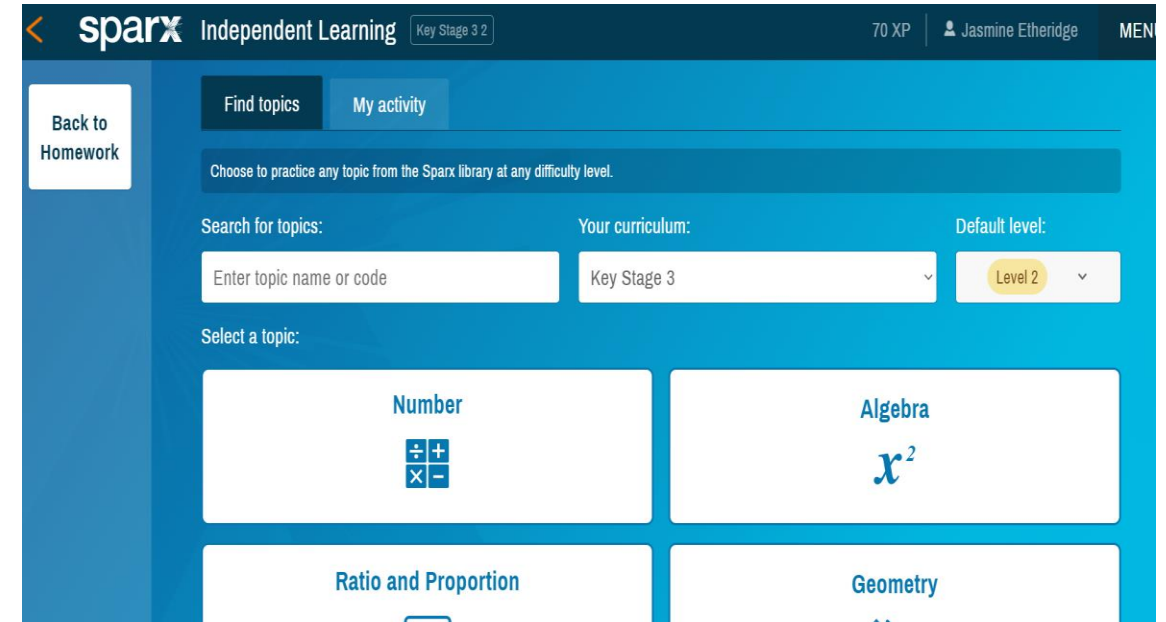 sparx Independent Learning Key Stage 3 2 70 XP Jasmine Etheridge MENU
Find topics My activity
Back to
Homework
Choose to practice any topic from the Sparx library at any difficulty level.
Search for topics: Your curriculum: Default level:
Enter topic name or code Key Stage 3 Level 2
Select a topic:
Number Algebra
÷ + x²
× −
Ratio and Proportion Geometry